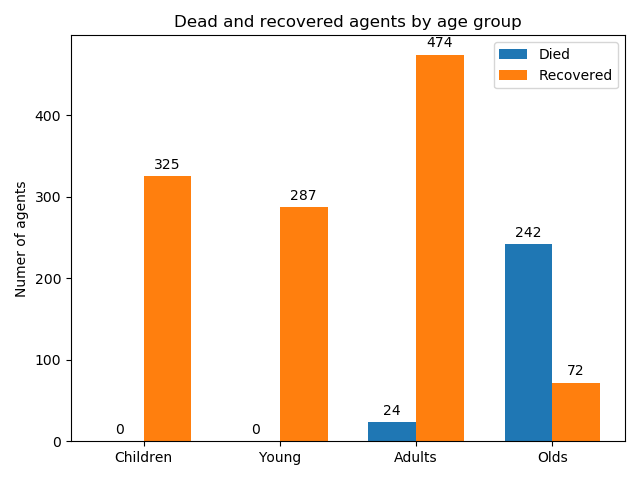 Dead and recovered agents by age group
Died
Recovered
Numer of agents
400
300
200
100
0
0
325
0
287
24
474
242
72
Children
Young
Adults
Olds